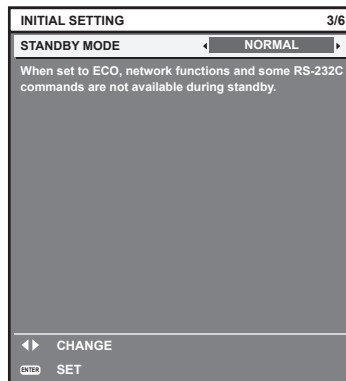 INITIAL SETTING 3/6
STANDBY MODE NORMAL
When set to ECO, network functions and some RS-232C
commands are not available during standby.
CHANGE
ENTER SET